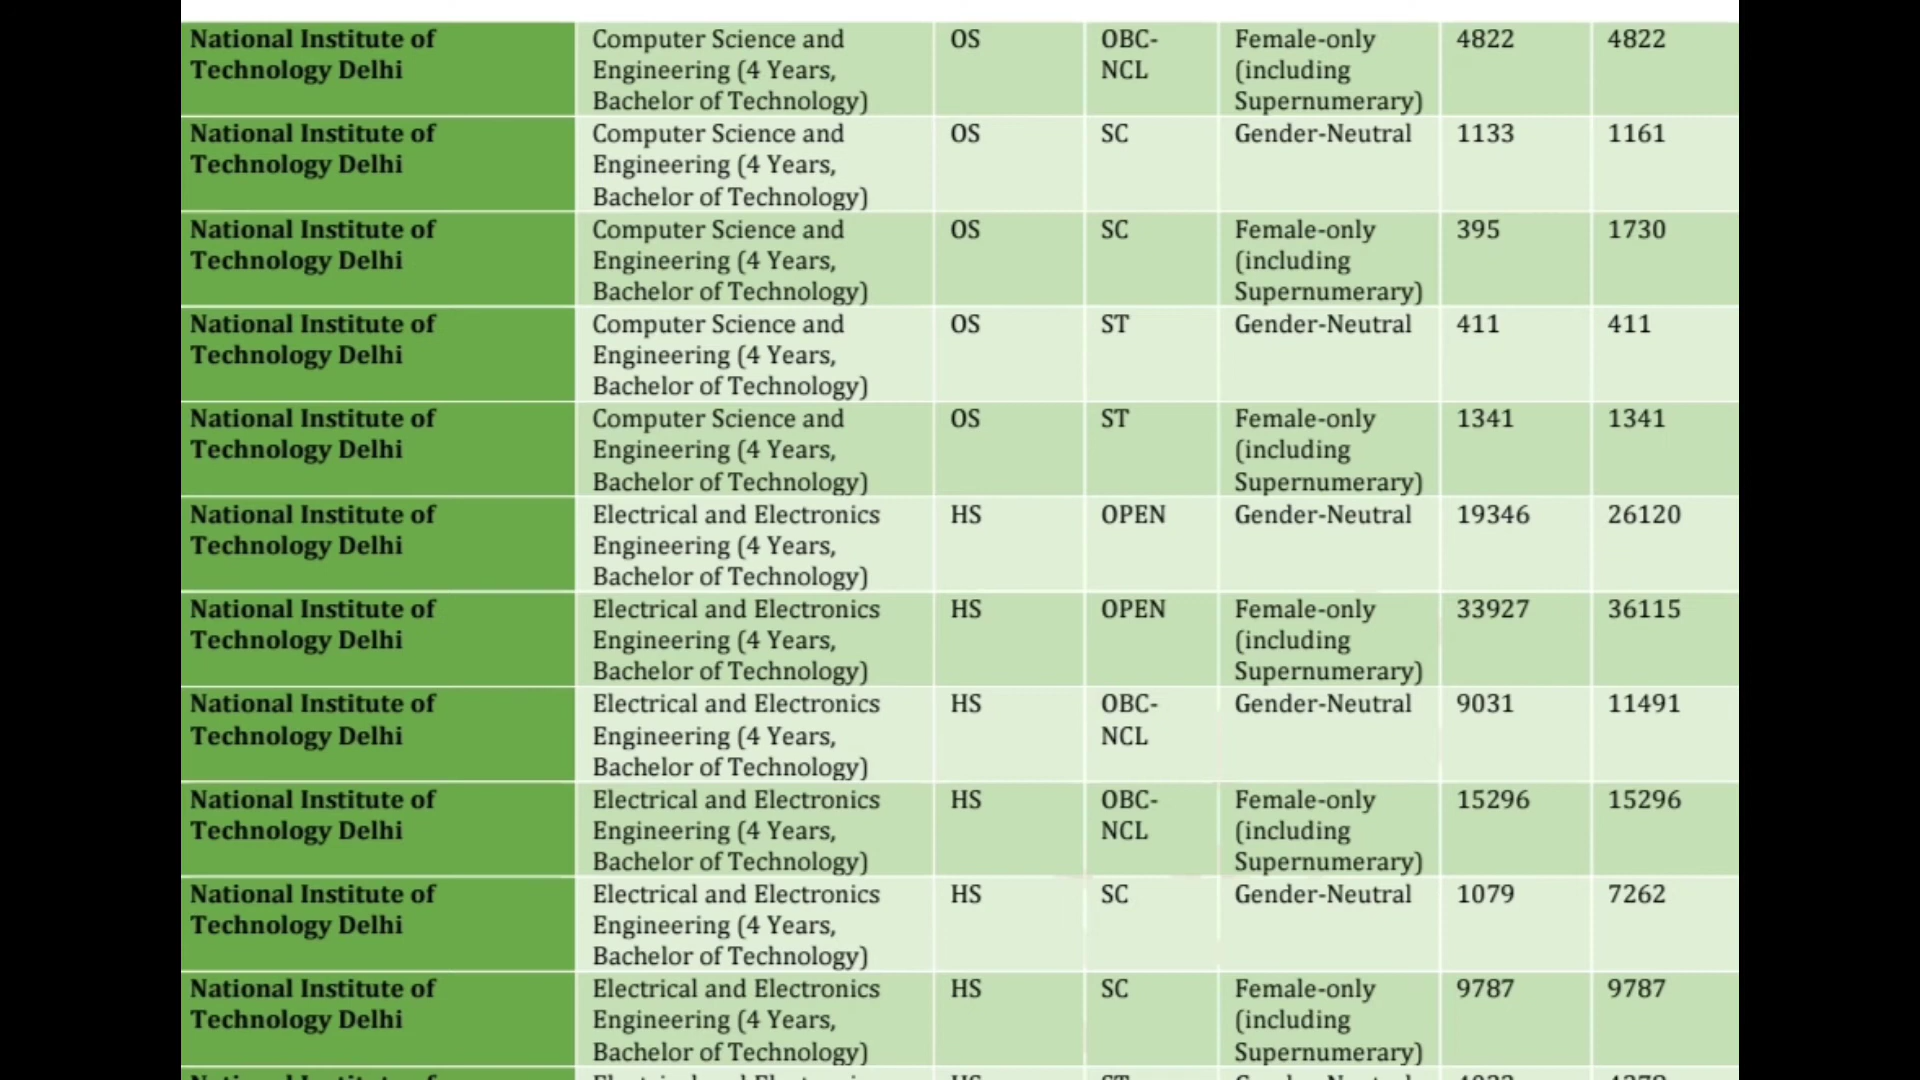 National Institute of Technology Delhi Computer Science and Engineering (4 Years, Bachelor of Technology) OS OBC-NCL Female-only (including Supernumerary) 4822 4822
National Institute of Technology Delhi Computer Science and Engineering (4 Years, Bachelor of Technology) OS SC Gender-Neutral 1133 1161
National Institute of Technology Delhi Computer Science and Engineering (4 Years, Bachelor of Technology) OS SC Female-only (including Supernumerary) 395 1730
National Institute of Technology Delhi Computer Science and Engineering (4 Years, Bachelor of Technology) OS ST Gender-Neutral 411 411
National Institute of Technology Delhi Computer Science and Engineering (4 Years, Bachelor of Technology) OS ST Female-only (including Supernumerary) 1341 1341
National Institute of Technology Delhi Electrical and Electronics Engineering (4 Years, Bachelor of Technology) HS OPEN Gender-Neutral 19346 26120
National Institute of Technology Delhi Electrical and Electronics Engineering (4 Years, Bachelor of Technology) HS OPEN Female-only (including Supernumerary) 33927 36115
National Institute of Technology Delhi Electrical and Electronics Engineering (4 Years, Bachelor of Technology) HS OBC-NCL Gender-Neutral 9031 11491
National Institute of Technology Delhi Electrical and Electronics Engineering (4 Years, Bachelor of Technology) HS OBC-NCL Female-only (including Supernumerary) 15296 15296
National Institute of Technology Delhi Electrical and Electronics Engineering (4 Years, Bachelor of Technology) HS SC Gender-Neutral 1079 7262
National Institute of Technology Delhi Electrical and Electronics Engineering (4 Years, Bachelor of Technology) HS SC Female-only (including Supernumerary) 9787 9787